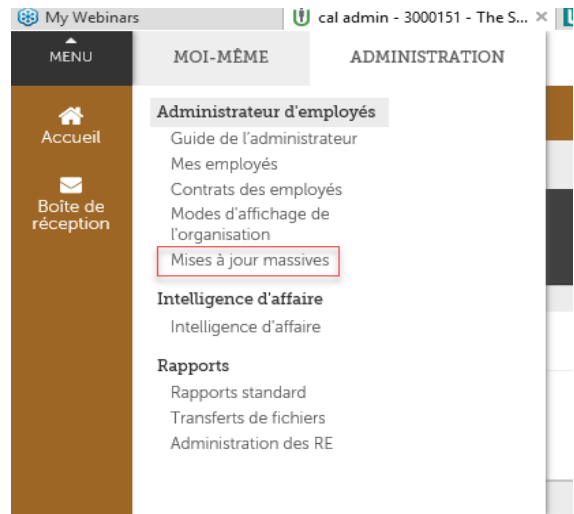 My Webinars
cal admin - 3000151 - The S...
MENU
MOI-MÊME
ADMINISTRATION
Accueil
Boîte de
réception
Administrateur d'employés
Guide de l'administrateur
Mes employés
Contrats des employés
Modes d'affichage de
l'organisation
Mises à jour massives
Intelligence d'affaire
Intelligence d'affaire
Rapports
Rapports standard
Transferts de fichiers
Administration des RE